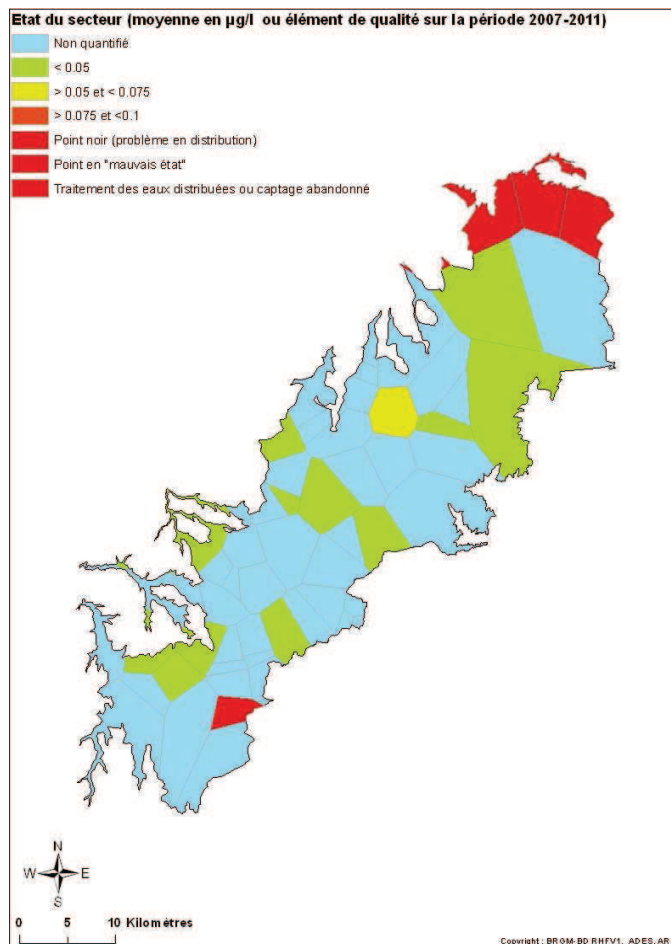 Etat du secteur (moyenne en µg/l ou élément de qualité sur la période 2007-2011)
Non quantifié
< 0.05
> 0.05 et < 0.075
> 0.075 et <0.1
Point noir (problème en distribution)
Point en "mauvais état"
Traitement des eaux distribuées ou captage abandonné
N
W E
S
0 5 10 Kilomètres
Copyright : BRGM-BD RHFV1, ADES, AR